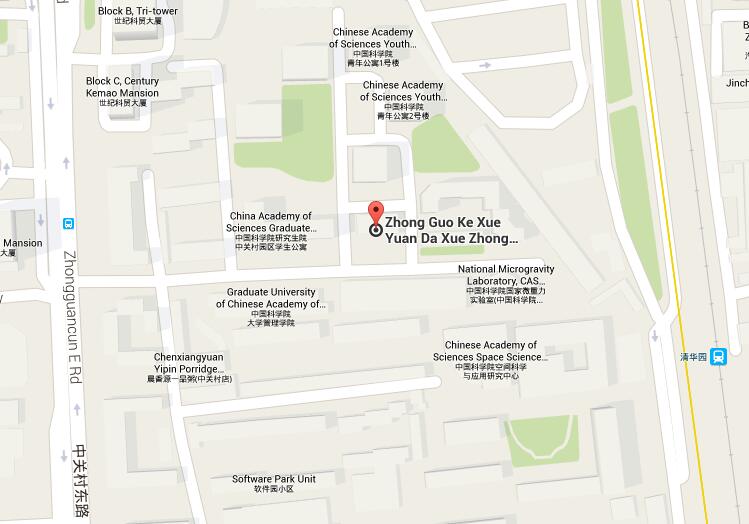 Block B, Tri-tower
世纪科贸大厦
Chinese Academy
of Sciences Youth...
中国科学院
青年公寓1号楼
Block C, Century
Kemao Mansion
世纪科贸大厦
Chinese Academy
of Sciences Youth...
中国科学院
青年公寓2号楼
Jinch
China Academy of
Sciences Graduate...
中国科学院研究生院
中关村园区学生公寓
Zhong Guo Ke Xue
Yuan Da Xue Zhong...
Mansion
大厦
National Microgravity
Laboratory, CAS...
中国科学院国家微重力
实验室(中国科学院...
Zhongguancun E Rd
Graduate University
of Chinese Academy of...
中国科学院
大学管理学院
Chenxiangyuan
Yipin Porridge...
晨香源一品粥(中关村店)
Chinese Academy of
Sciences Space Science...
中国科学院空间科学
与应用研究中心
清华园
中关村东路
Software Park Unit
软件园小区